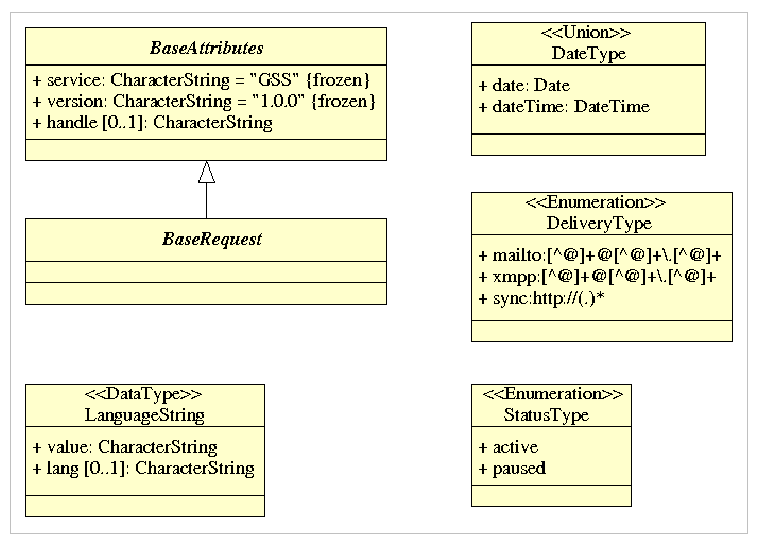 BaseAttributes
+ service: CharacterString = "GSS" {frozen}
+ version: CharacterString = "1.0.0" {frozen}
+ handle [0..1]: CharacterString
BaseRequest
<<DataType>>
LanguageString
+ value: CharacterString
+ lang [0..1]: CharacterString
<<Union>>
DateType
+ date: Date
+ dateTime: DateTime
<<Enumeration>>
DeliveryType
+ mailto:[^@]+@[^@]+\.[^@]+
+ xmpp:[^@]+@[^@]+\.[^@]+
+ sync:http://(.)*
<<Enumeration>>
StatusType
+ active
+ paused